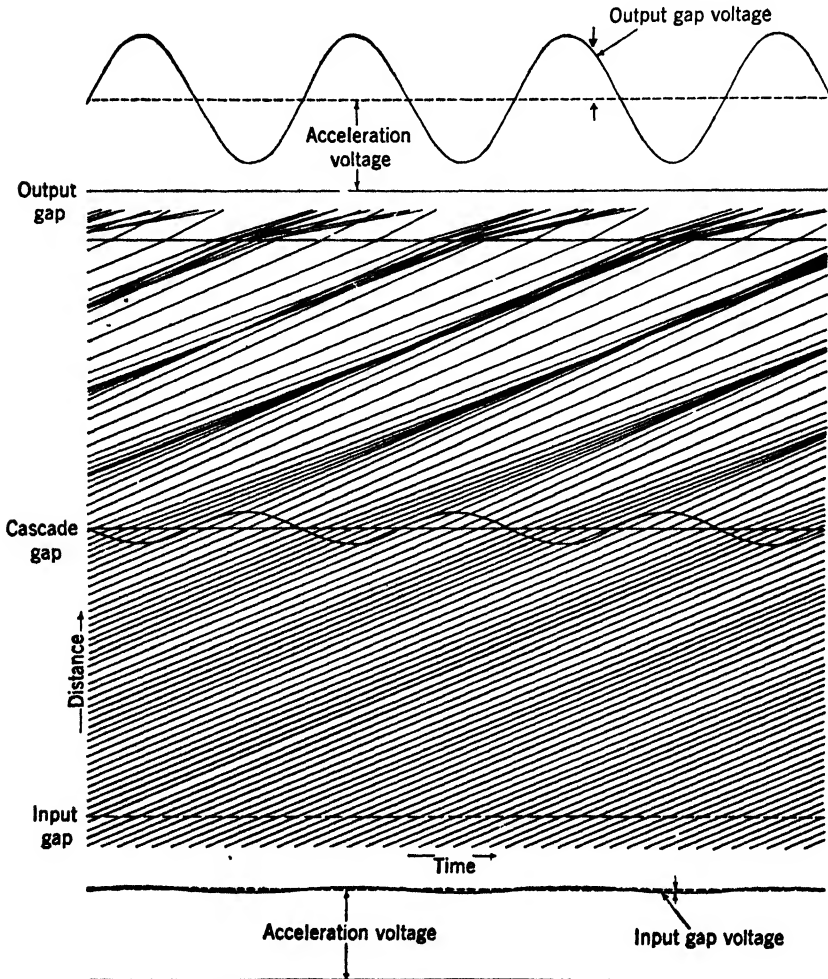 Output gap voltage
Acceleration
voltage
Output
gap
Cascade
gap
Distance
Input
gap
Time
Acceleration voltage
Input gap voltage